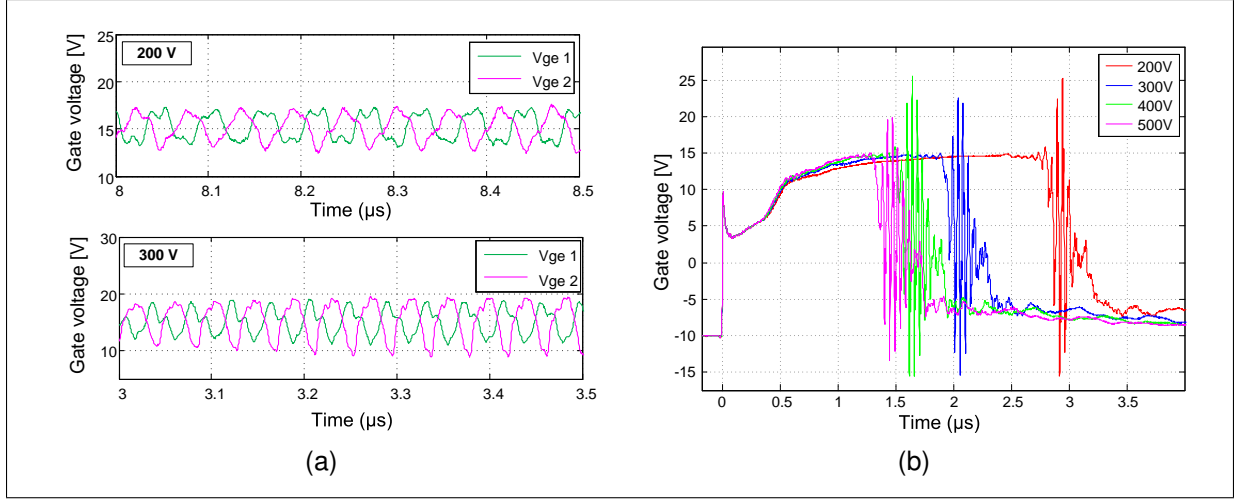 25
20
15
10
Gate voltage [V]
200 V
Vge 1
Vge 2
8
8.1
8.2
8.3
8.4
8.5
Time (µs)
30
20
10
Gate voltage [V]
300 V
Vge 1
Vge 2
3
3.1
3.2
3.3
3.4
3.5
Time (µs)
(a)
25
20
15
10
5
0
-5
-10
-15
Gate voltage [V]
200V
300V
400V
500V
0
0.5
1
1.5
2
2.5
3
3.5
Time (µs)
(b)